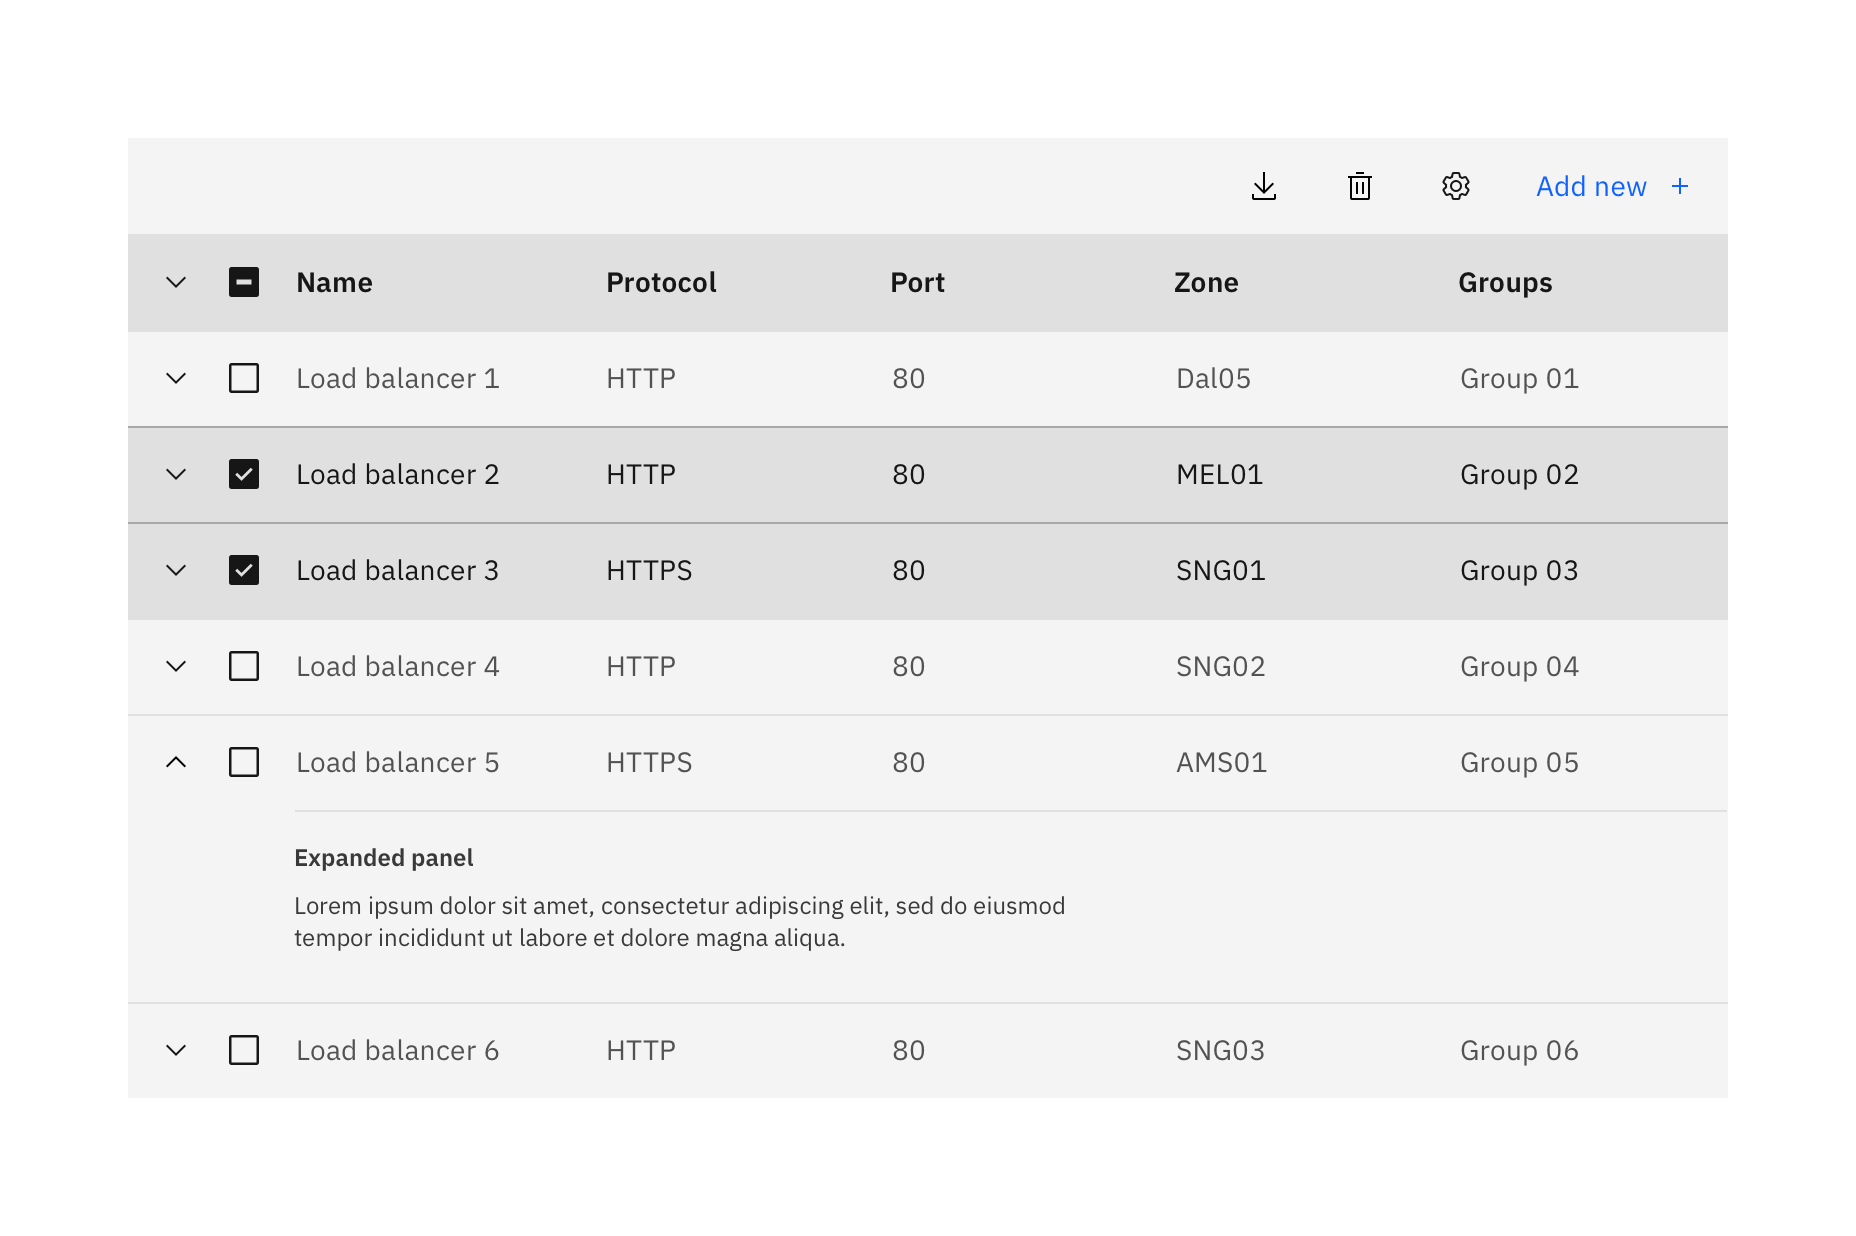 Add new +
Name Protocol Port Zone Groups
Load balancer 1 HTTP 80 Dal05 Group 01
Load balancer 2 HTTP 80 MEL01 Group 02
Load balancer 3 HTTPS 80 SNG01 Group 03
Load balancer 4 HTTP 80 SNG02 Group 04
Load balancer 5 HTTPS 80 AMS01 Group 05
Expanded panel
Lorem ipsum dolor sit amet, consectetur adipiscing elit, sed do eiusmod
tempor incididunt ut labore et dolore magna aliqua.
Load balancer 6 HTTP 80 SNG03 Group 06